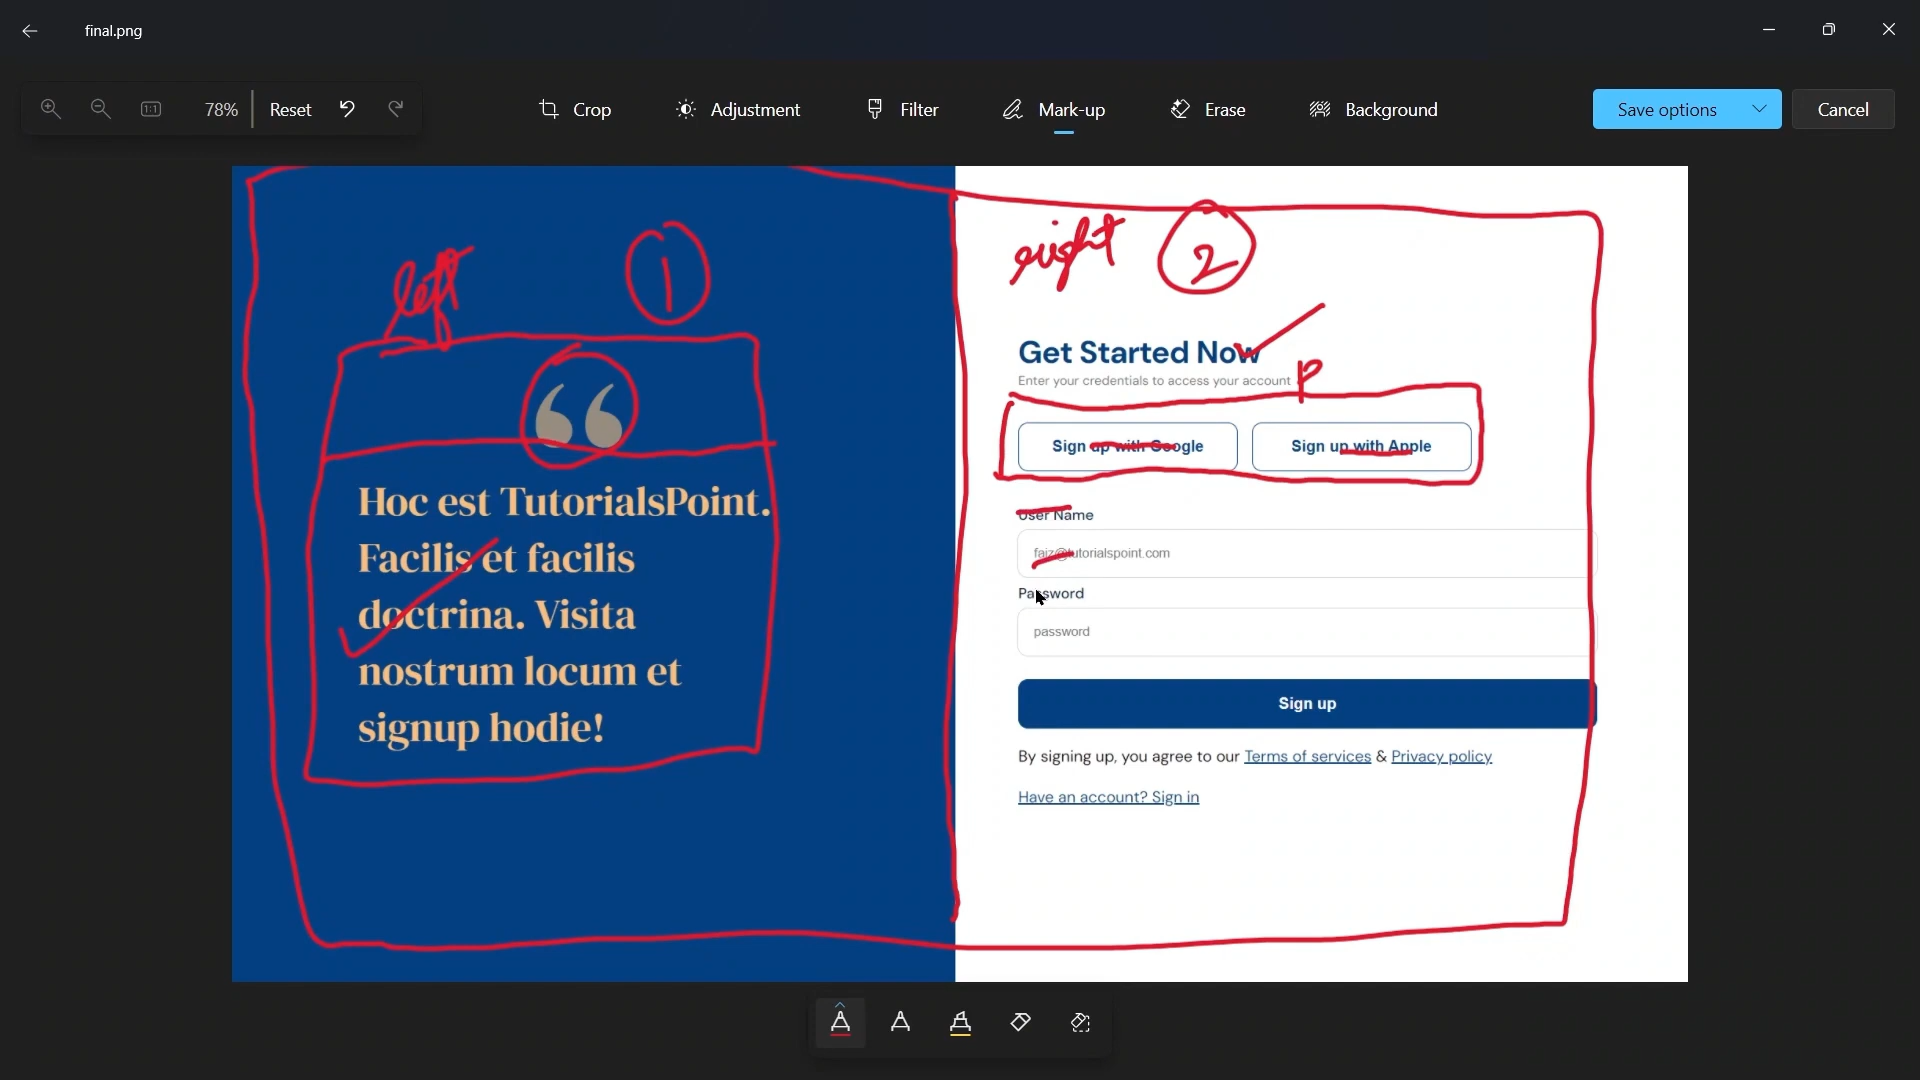 final.png
78%
Reset
Crop
Adjustment
Filter
Mark-up
Erase
Background
Save options
Cancel
left
1
“
Hoc est TutorialsPoint.
Facilis et facilis
doctrina. Visita
nostrum locum et
signup hodie!
right
2
Get Started Now
Enter your credentials to access your account
P
Sign up with Google
Sign up with Apple
User Name
faiz@tutorialspoint.com
Password
password
Sign up
By signing up, you agree to our Terms of services & Privacy policy
Have an account? Sign in